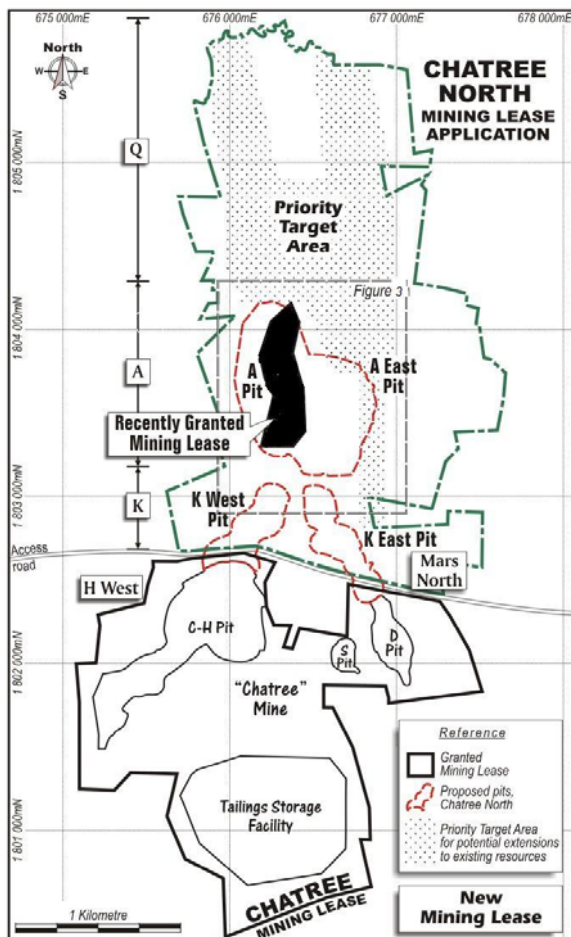 675 000mE
676 000mE
677 000mE
678 000mE
North
W
E
S
CHATREE
NORTH
MINING LEASE
APPLICATION
Q
1 805 000mN
Priority
Target
Area
Figure 3
1 804 000mN
A
A
Pit
A East
Pit
Recently Granted
Mining Lease
1 803 000mN
K
K West
Pit
K East Pit
Access
road
Mars
North
H West
C-H Pit
S
Pit
D
Pit
1 802 000mN
"Chatree"
Mine
Reference
Granted
Mining Lease
Proposed pits,
Chatree North
Priority Target Area
for potential extensions
to existing resources
Tailings Storage
Facility
1 801 000mN
1 Kilometre
CHATREE
MINING LEASE
New
Mining Lease